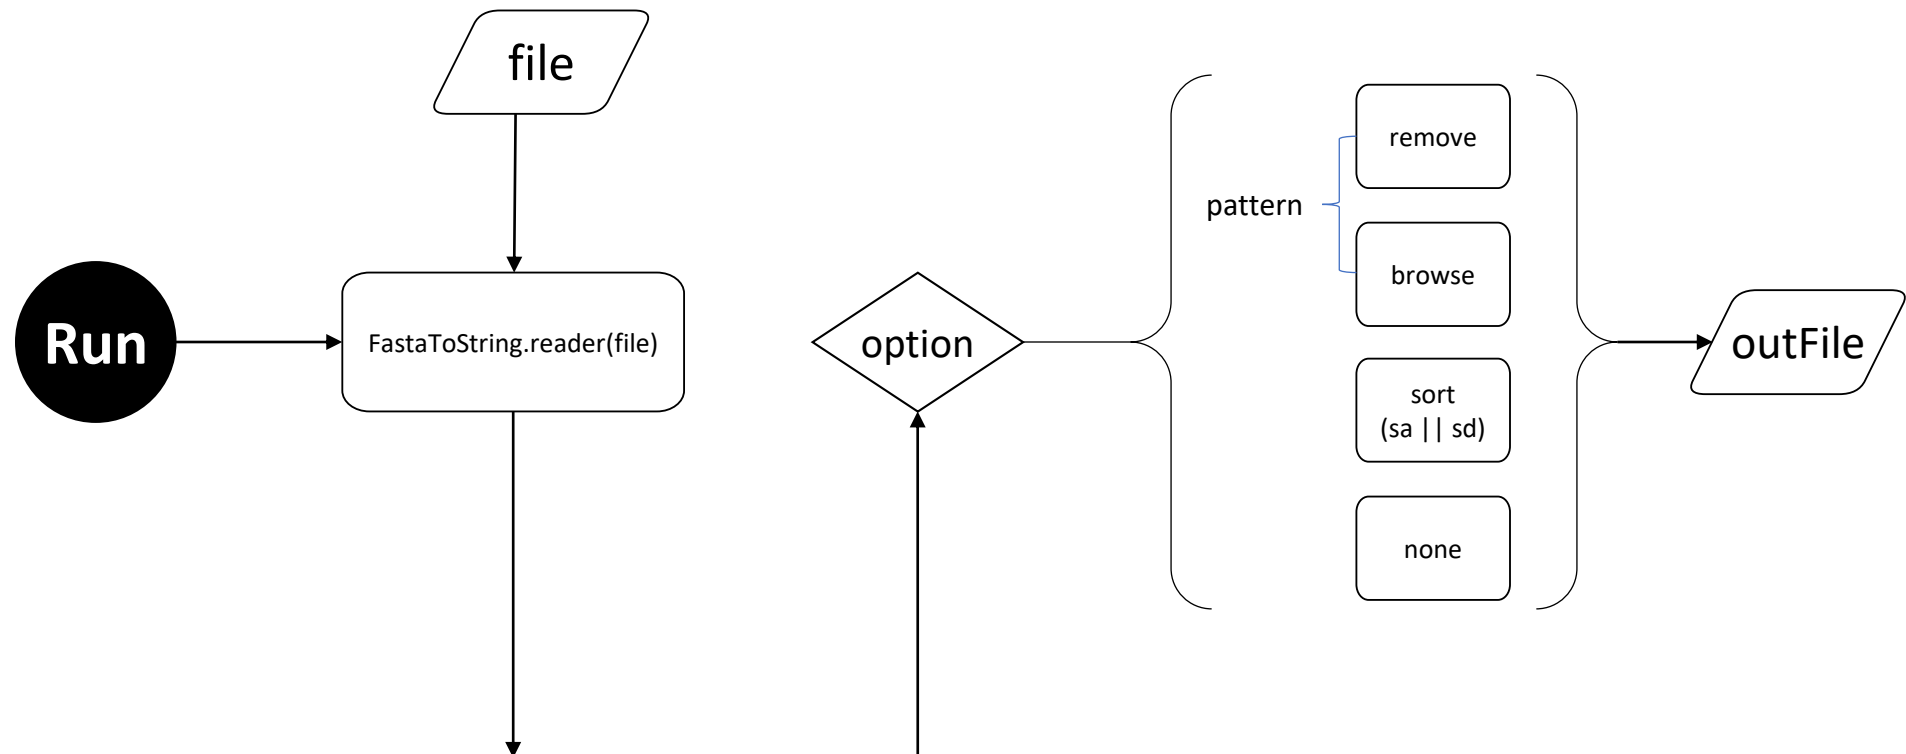 file
Run
FastaToString.reader(file)
option
pattern
remove
browse
sort
(sa || sd)
none
outFile